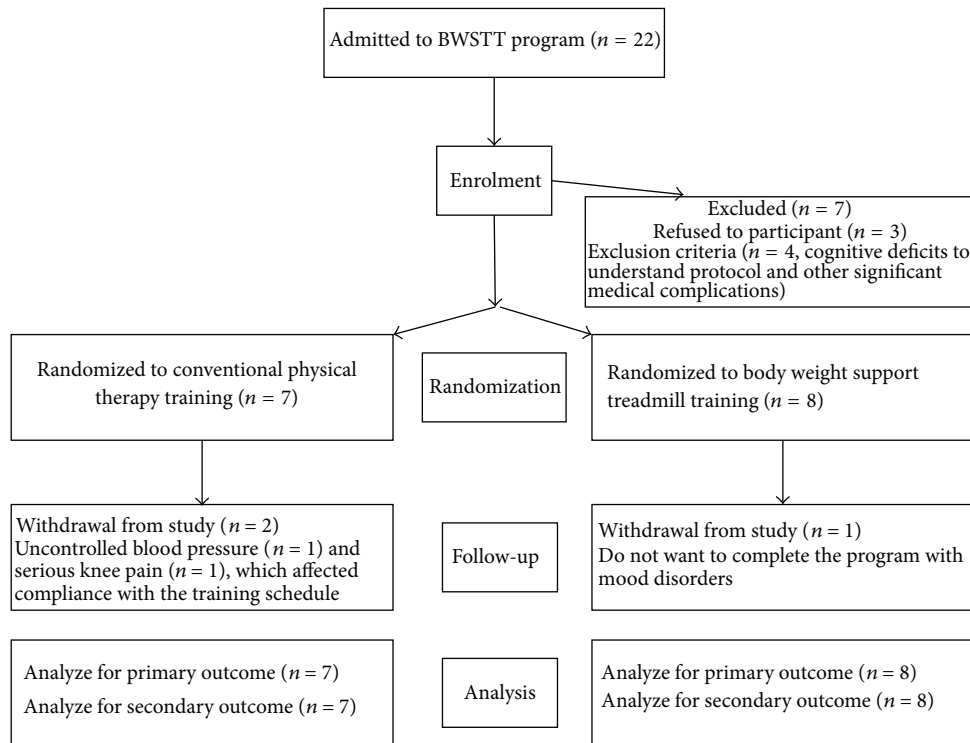 Admitted to BWSTT program (n = 22)
Enrolment
Excluded (n = 7)
Refused to participant (n = 3)
Exclusion criteria (n = 4, cognitive deficits to
understand protocol and other significant
medical complications)
Randomized to conventional physical
therapy training (n = 7)
Randomization
Randomized to body weight support
treadmill training (n = 8)
Withdrawal from study (n = 2)
Uncontrolled blood pressure (n = 1) and
serious knee pain (n = 1), which affected
compliance with the training schedule
Follow-up
Withdrawal from study (n = 1)
Do not want to complete the program with
mood disorders
Analyze for primary outcome (n = 7)
Analyze for secondary outcome (n = 7)
Analysis
Analyze for primary outcome (n = 8)
Analyze for secondary outcome (n = 8)